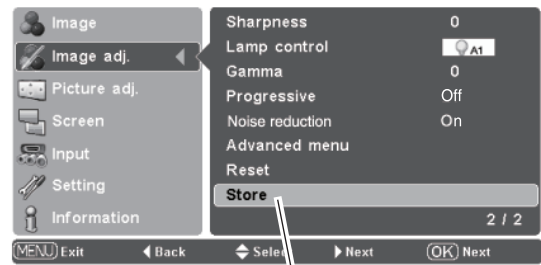 Image
Image adj.
Picture adj.
Screen
Input
Setting
Information
Sharpness 0
Lamp control A1
Gamma 0
Progressive Off
Noise reduction On
Advanced menu
Reset
Store
2 / 2
MENU Exit Back Select Next OK Next